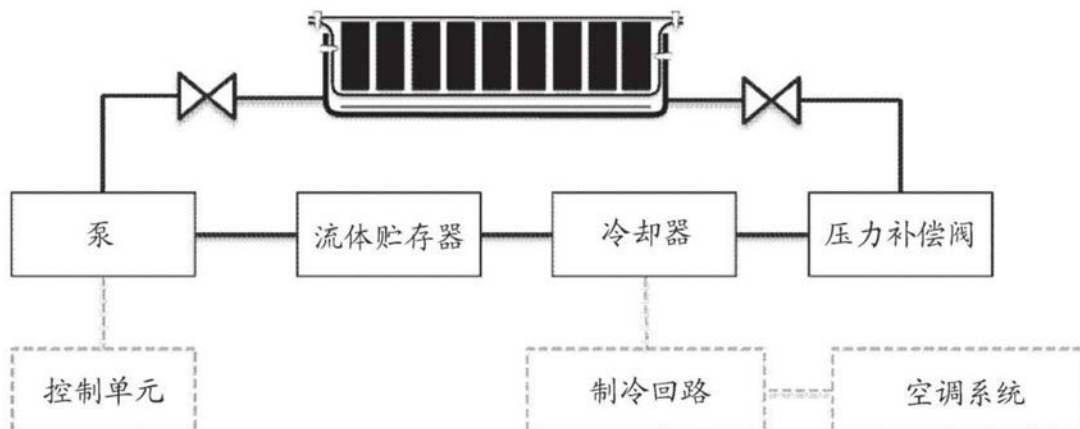 泵
流体贮存器
冷却器
压力补偿阀
控制单元
制冷回路
空调系统